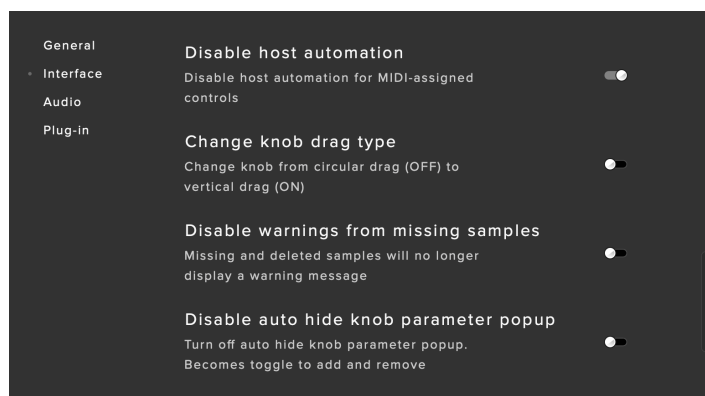 General
Interface
Audio
Plug-in
Disable host automation
Disable host automation for MIDI-assigned
controls
Change knob drag type
Change knob from circular drag (OFF) to
vertical drag (ON)
Disable warnings from missing samples
Missing and deleted samples will no longer
display a warning message
Disable auto hide knob parameter popup
Turn off auto hide knob parameter popup.
Becomes toggle to add and remove